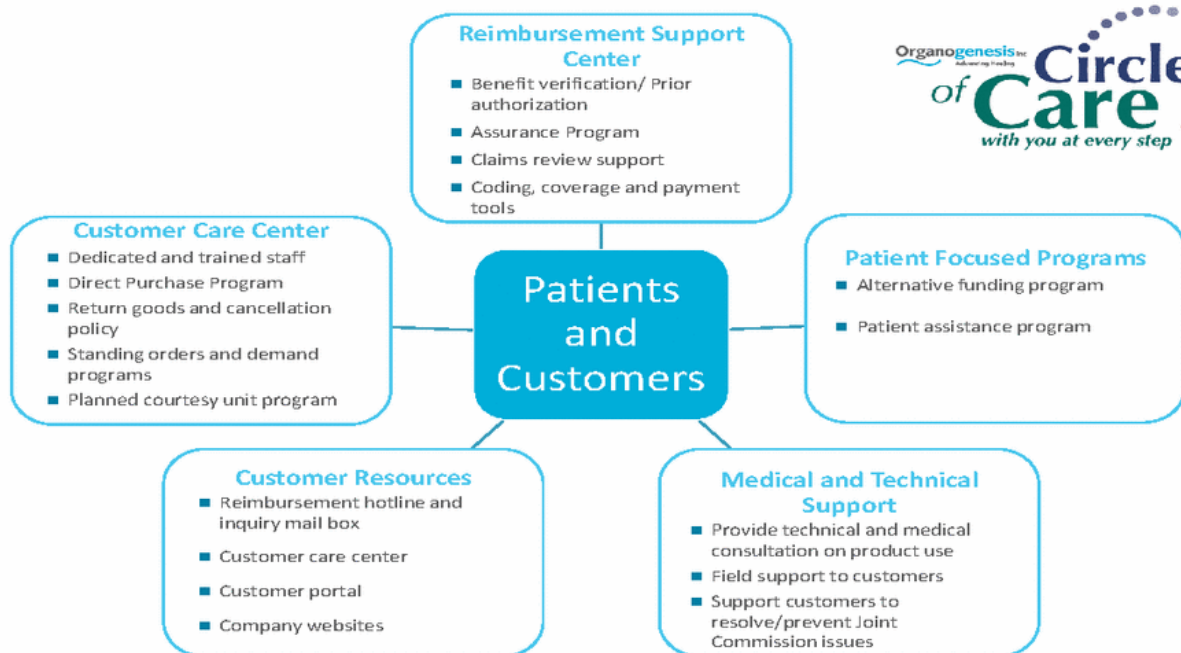 Reimbursement Support
Center
Benefit verification/ Prior
authorization
Assurance Program
Claims review support
Coding, coverage and payment
tools
Organogenesis Inc
Advancing Healing
Circle
of Care
with you at every step
Customer Care Center
Dedicated and trained staff
Direct Purchase Program
Return goods and cancellation
policy
Standing orders and demand
programs
Planned courtesy unit program
Patients
and
Customers
Patient Focused Programs
Alternative funding program
Patient assistance program
Customer Resources
Reimbursement hotline and
inquiry mail box
Customer care center
Customer portal
Company websites
Medical and Technical
Support
Provide technical and medical
consultation on product use
Field support to customers
Support customers to
resolve/prevent Joint
Commission issues